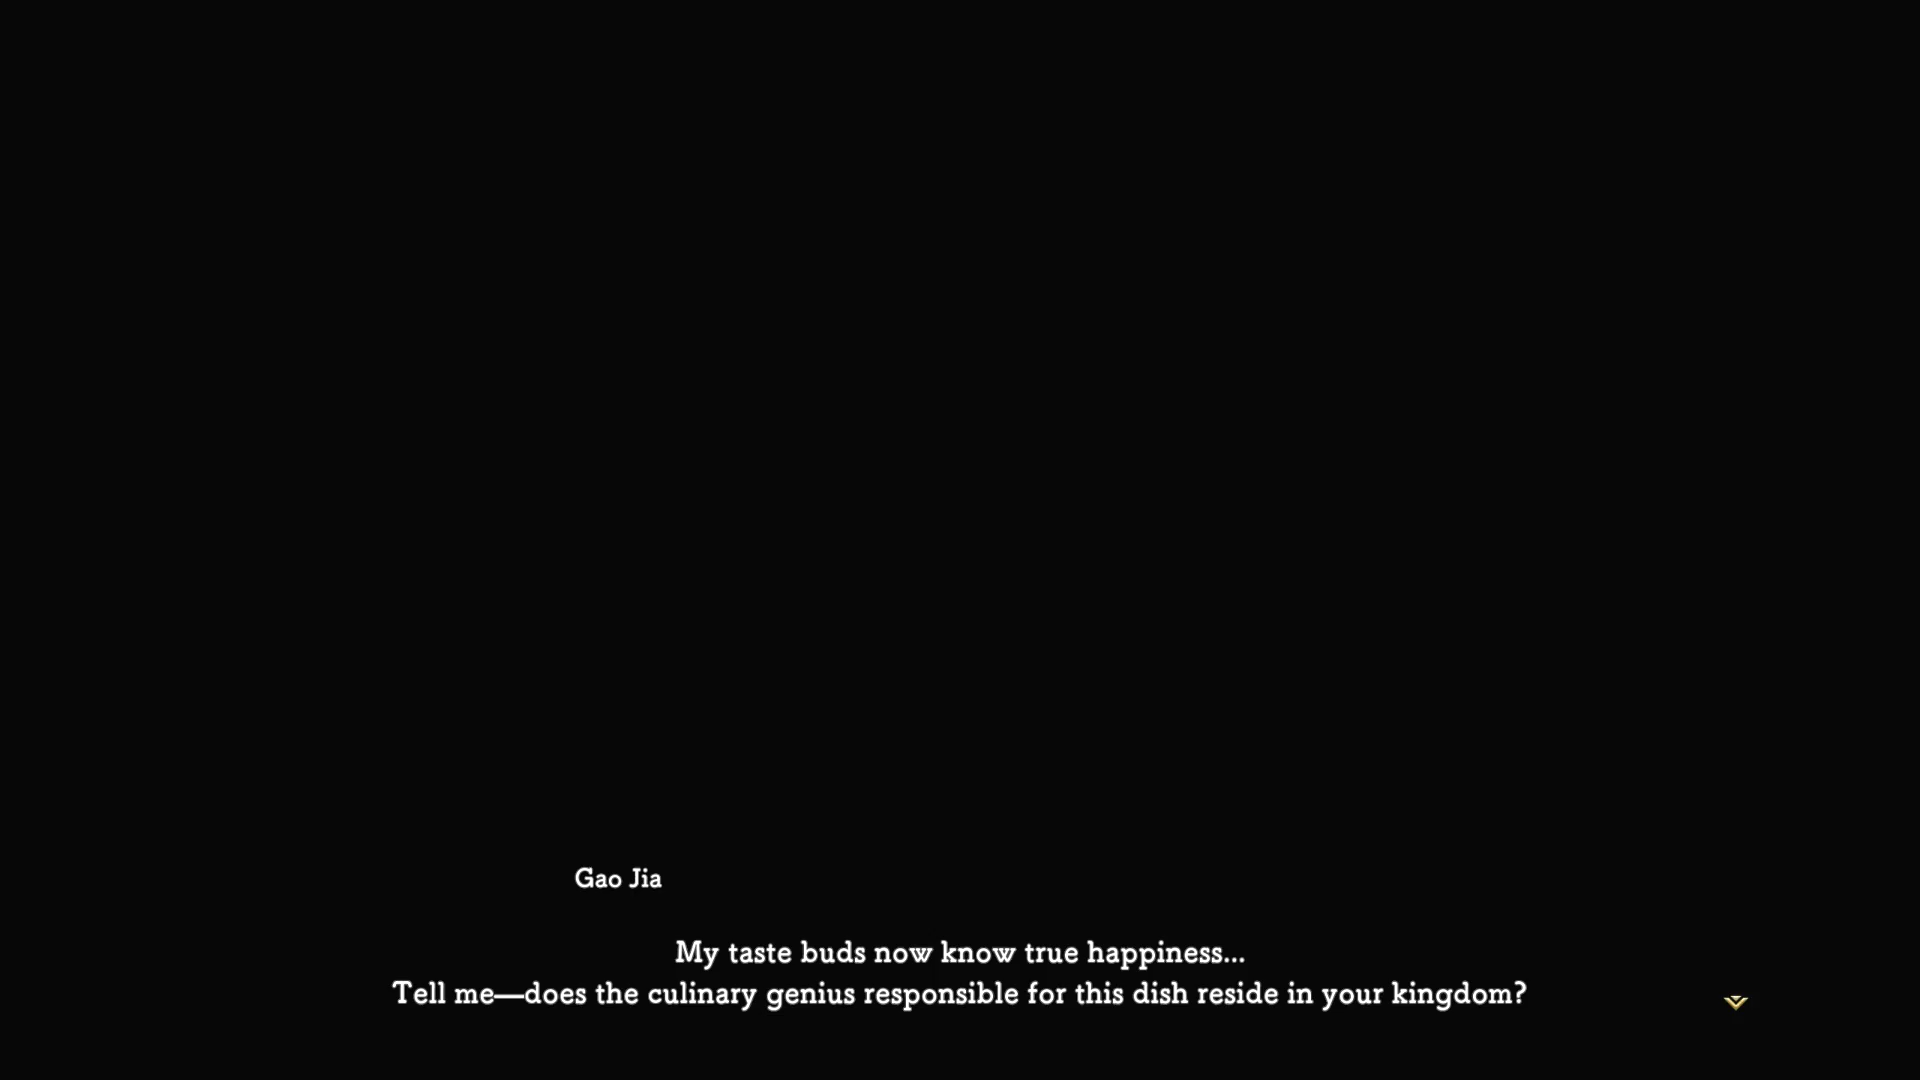 Gao Jia
My taste buds now know true happiness...
Tell me—does the culinary genius responsible for this dish reside in your kingdom?